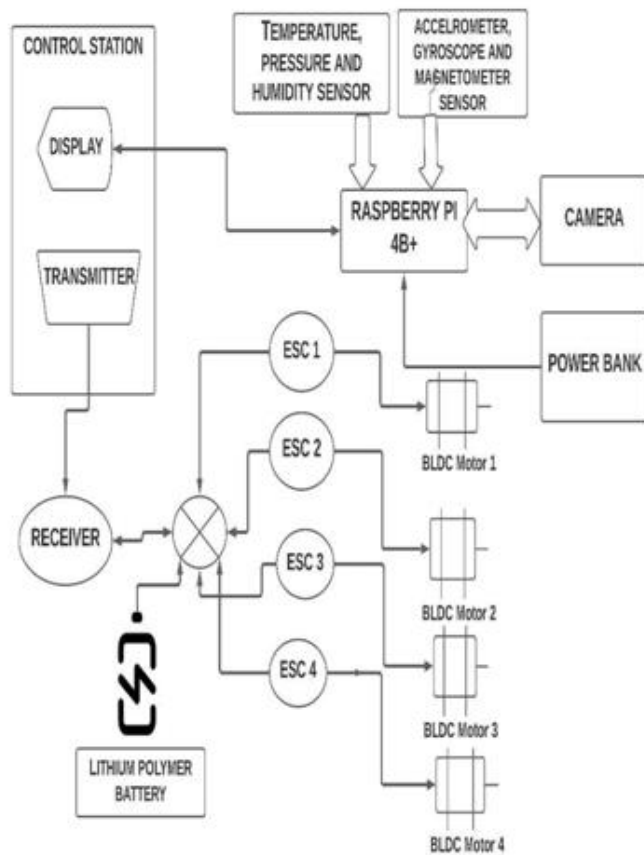 CONTROL STATION
DISPLAY
TRANSMITTER
TEMPERATURE,
PRESSURE AND
HUMIDITY SENSOR
ACCELROMETER,
GYROSCOPE AND
MAGNETOMETER
SENSOR
RASPBERRY PI
4B+
CAMERA
POWER BANK
ESC 1
BLDC Motor 1
ESC 2
BLDC Motor 2
RECEIVER
ESC 3
BLDC Motor 3
ESC 4
BLDC Motor 4
LITHIUM POLYMER
BATTERY